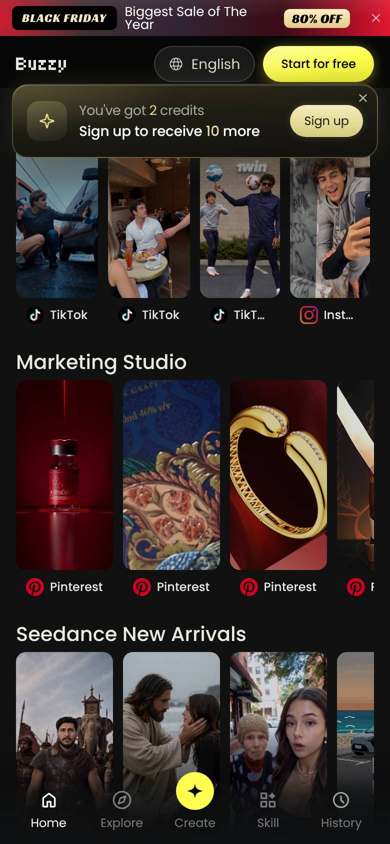 BLACK FRIDAY
Biggest Sale of The
Year
80% OFF
Buzzy
English
Start for free
You've got 2 credits
Sign up to receive 10 more
Sign up
1win
TikTok
TikTok
TikT...
Inst...
Marketing Studio
Pinterest
Pinterest
Pinterest
Seedance New Arrivals
Home
Explore
Create
Skill
History